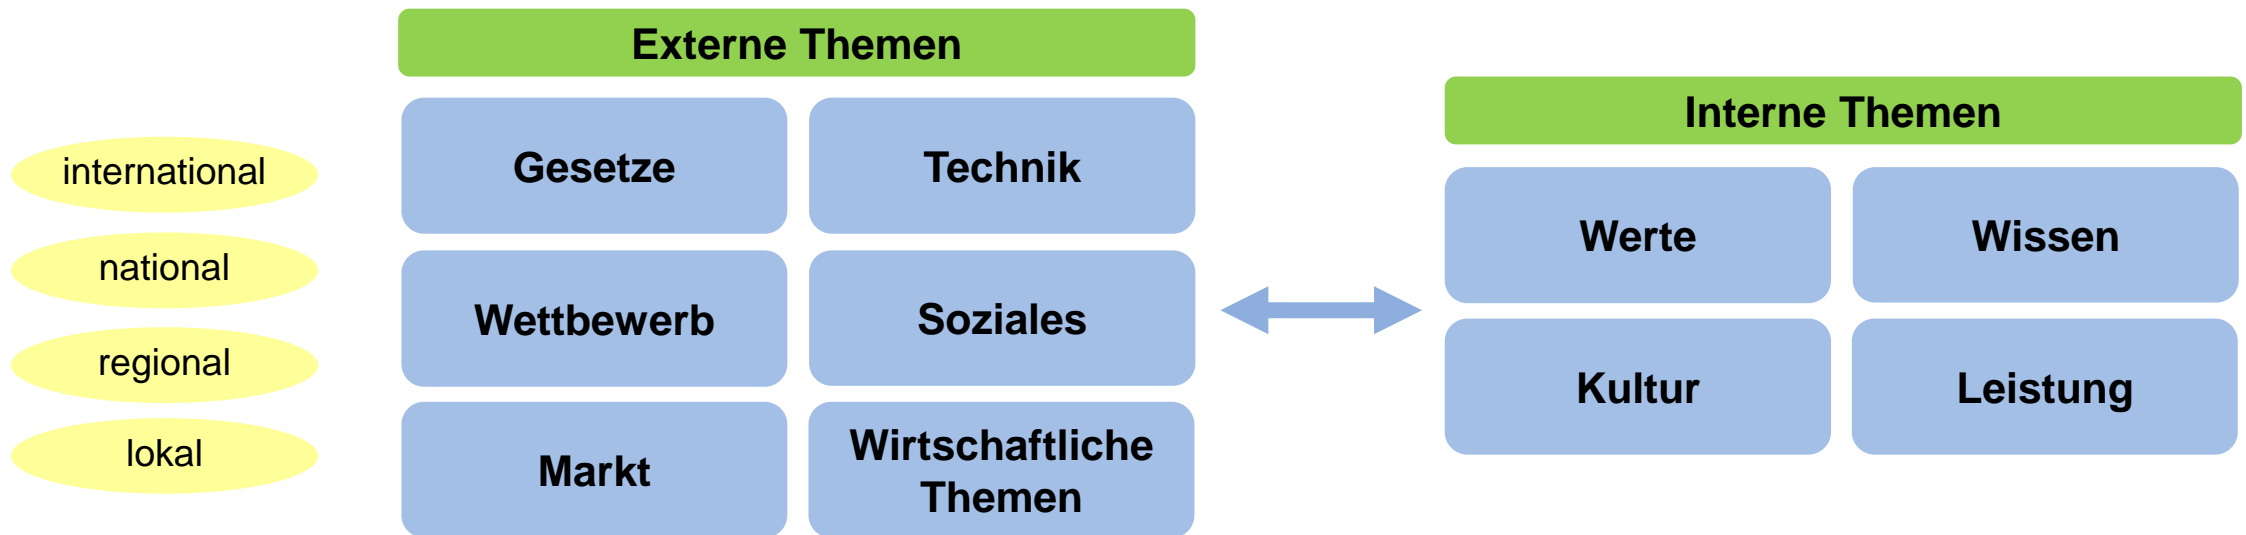 international
national
regional
lokal
Externe Themen
Gesetze
Technik
Wettbewerb
Soziales
Markt
Wirtschaftliche
Themen
Interne Themen
Werte
Wissen
Kultur
Leistung